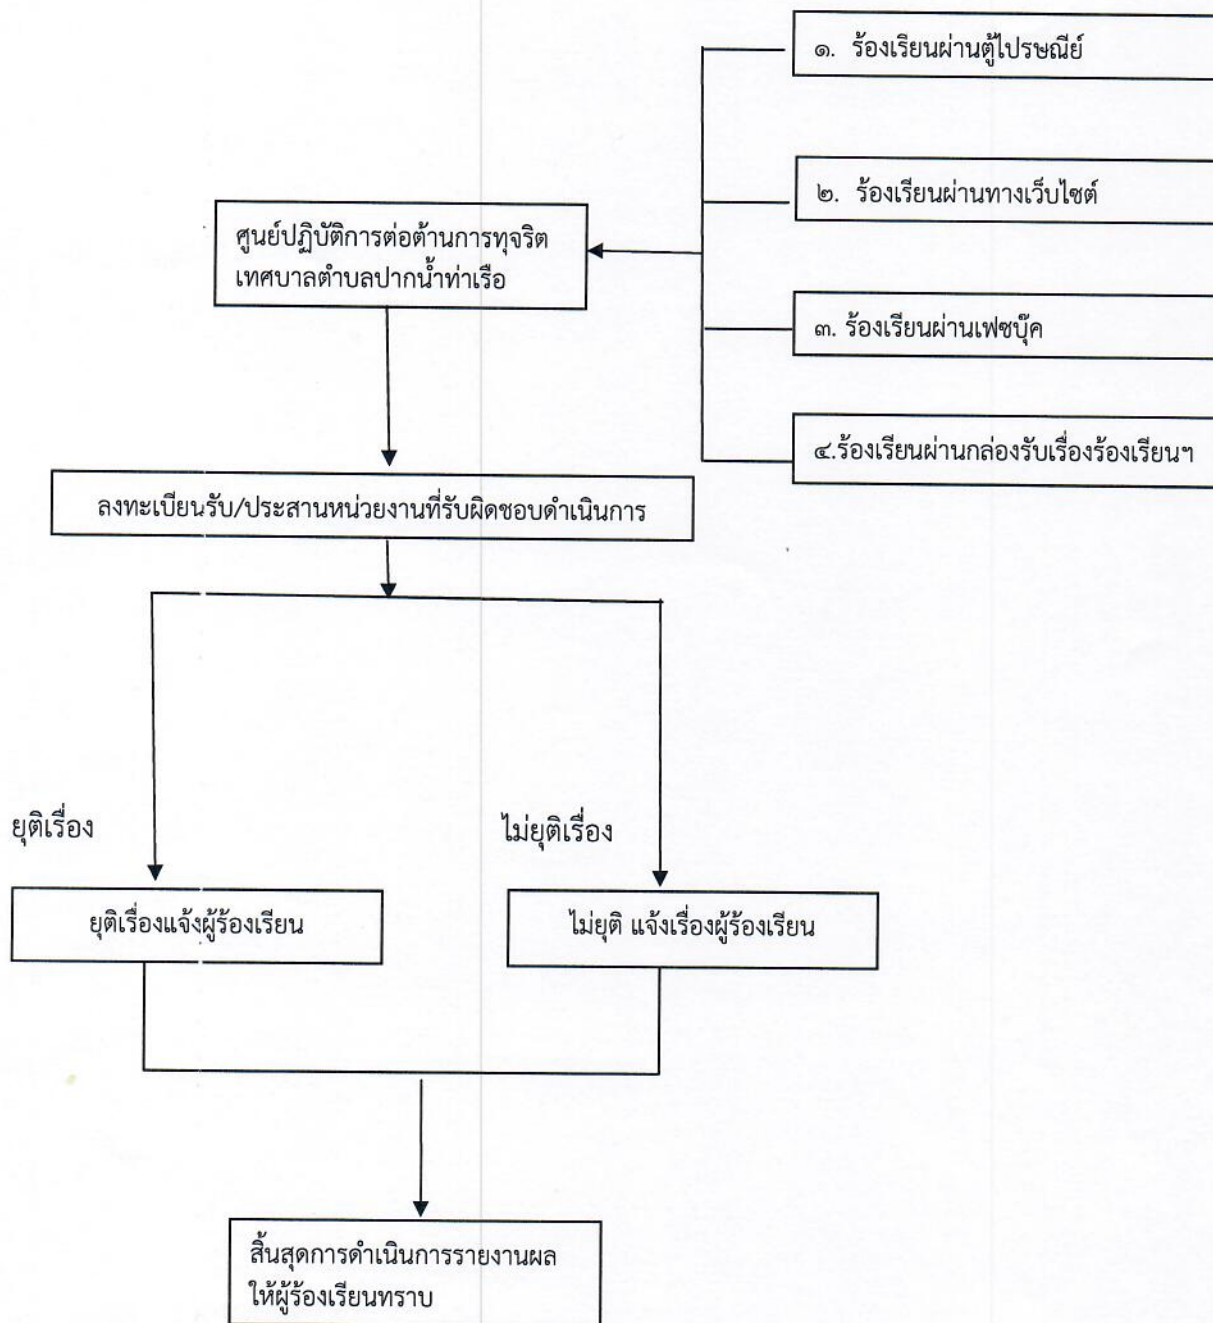 ๑. ร้องเรียนผ่านตู้ไปรษณีย์
๒. ร้องเรียนผ่านทางเว็บไซต์
ศูนย์ปฏิบัติการต่อต้านการทุจริต
เทศบาลตำบลปากน้ำท่าเรือ
๓. ร้องเรียนผ่านเฟซบุ๊ค
๔.ร้องเรียนผ่านกล่องรับเรื่องร้องเรียนฯ
ลงทะเบียนรับ/ประสานหน่วยงานที่รับผิดชอบดำเนินการ
ยุติเรื่อง
ไม่ยุติเรื่อง
ยุติเรื่องแจ้งผู้ร้องเรียน
ไม่ยุติ แจ้งเรื่องผู้ร้องเรียน
สิ้นสุดการดำเนินการรายงานผล
ให้ผู้ร้องเรียนทราบ